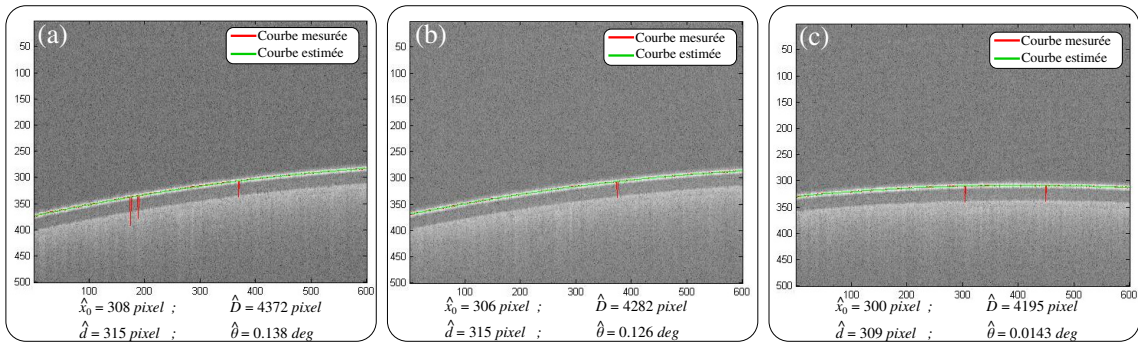 (a)
Courbe mesurée
Courbe estimée
50
100
150
200
250
300
350
400
450
500
100 200 300 400 500 600
x̂₀ = 308 pixel ; D̂ = 4372 pixel
d̂ = 315 pixel ; θ̂ = 0.138 deg
(b)
Courbe mesurée
Courbe estimée
50
100
150
200
250
300
350
400
450
500
100 200 300 400 500 600
x̂₀ = 306 pixel ; D̂ = 4282 pixel
d̂ = 315 pixel ; θ̂ = 0.126 deg
(c)
Courbe mesurée
Courbe estimée
50
100
150
200
250
300
350
400
450
500
100 200 300 400 500 600
x̂₀ = 300 pixel ; D̂ = 4195 pixel
d̂ = 309 pixel ; θ̂ = 0.0143 deg